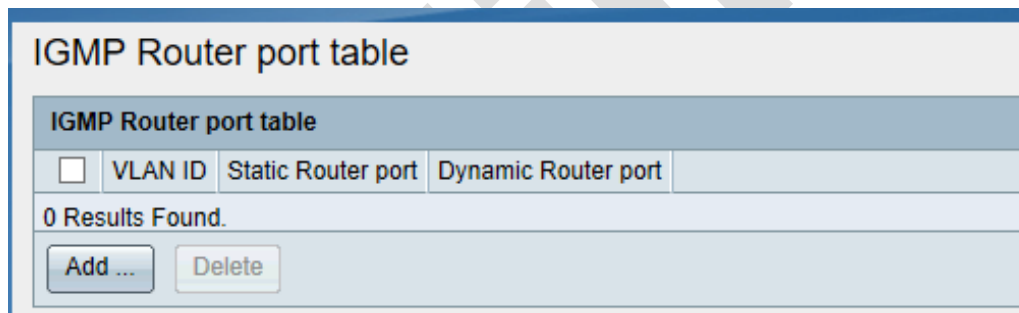 IGMP Router port table
IGMP Router port table
VLAN ID Static Router port Dynamic Router port
0 Results Found.
Add ... Delete